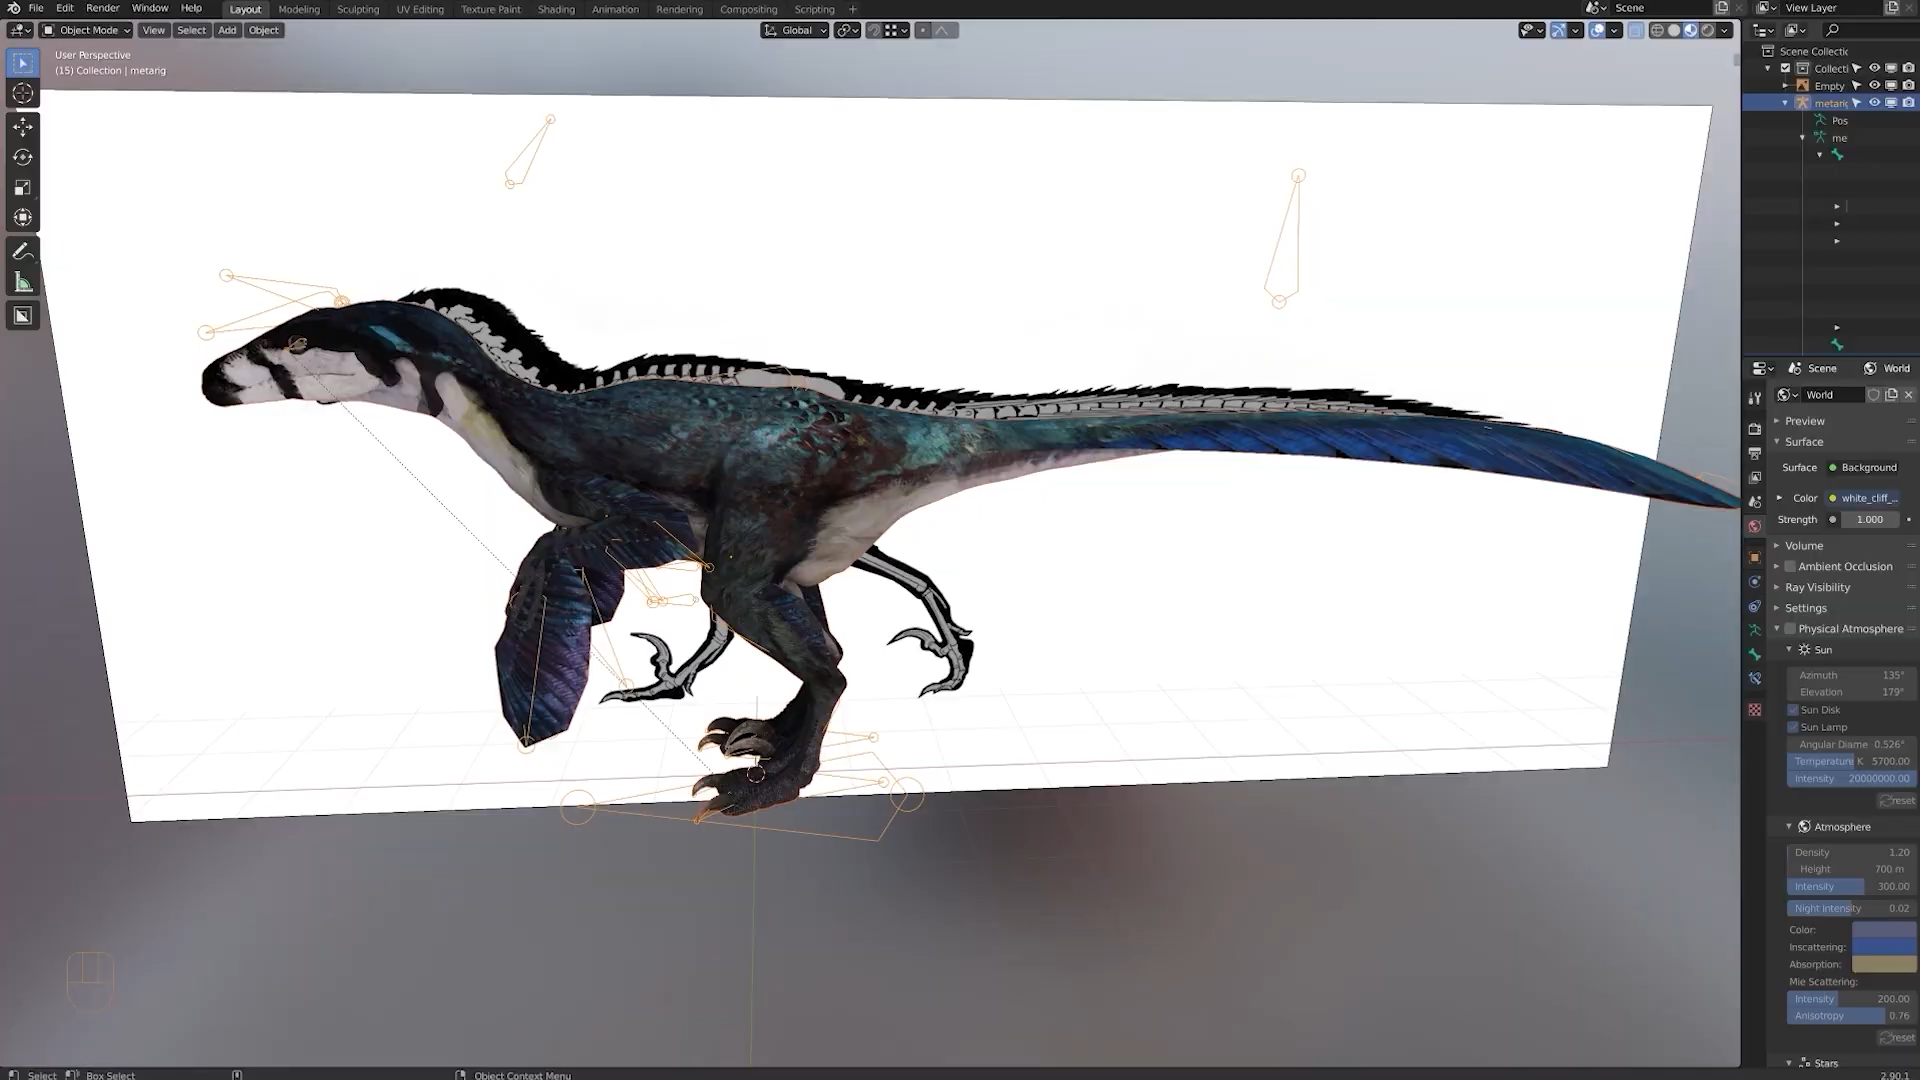 File Edit Render Window Help Layout Modeling Sculpting UV Editing Texture Paint Shading Animation Rendering Compositing Scripting + Scene View Layer
Object Mode View Select Add Object Global
User Perspective
(15) Collection | metarig
Scene Collectic
Collecti
Empty
metarig
Pos
me
Scene World
World
Preview
Surface
Surface Background
Color white_cliff_...
Strength 1.000
Volume
Ambient Occlusion
Ray Visibility
Settings
Physical Atmosphere
Sun
Azimuth 135°
Elevation 179°
Sun Disk
Sun Lamp
Angular Diame 0.526°
Temperature K 5700.00
Intensity 20000000.00
reset
Atmosphere
Density 1.20
Height 700 m
Intensity 300.00
Night Intensity 0.02
Color:
Inscattering:
Absorption:
Mie Scattering:
Intensity 200.00
Anisotropy 0.76
reset
Stars
Select Box Select Object Context Menu 2.90.1